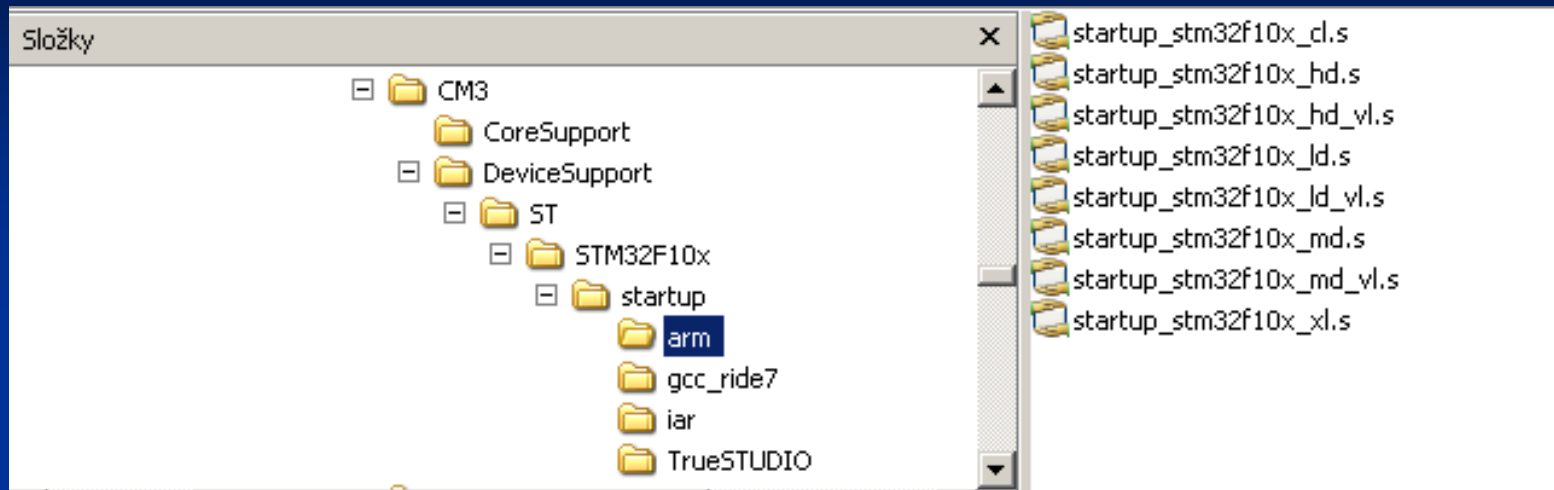 Složky
CM3
CoreSupport
DeviceSupport
ST
STM32F10x
startup
arm
gcc_ride7
iar
TrueSTUDIO
startup_stm32f10x_cl.s
startup_stm32f10x_hd.s
startup_stm32f10x_hd_vl.s
startup_stm32f10x_ld.s
startup_stm32f10x_ld_vl.s
startup_stm32f10x_md.s
startup_stm32f10x_md_vl.s
startup_stm32f10x_xl.s